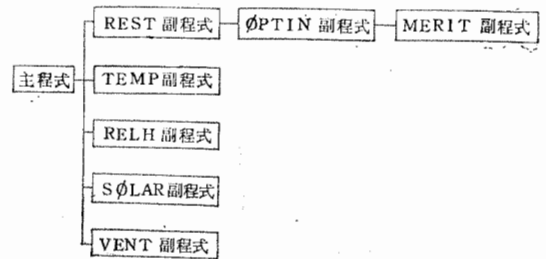 REST 副程式 ØPTIN 副程式 MERIT 副程式
主程式 TEMP副程式
RELH 副程式
SØLAR副程式
VENT 副程式